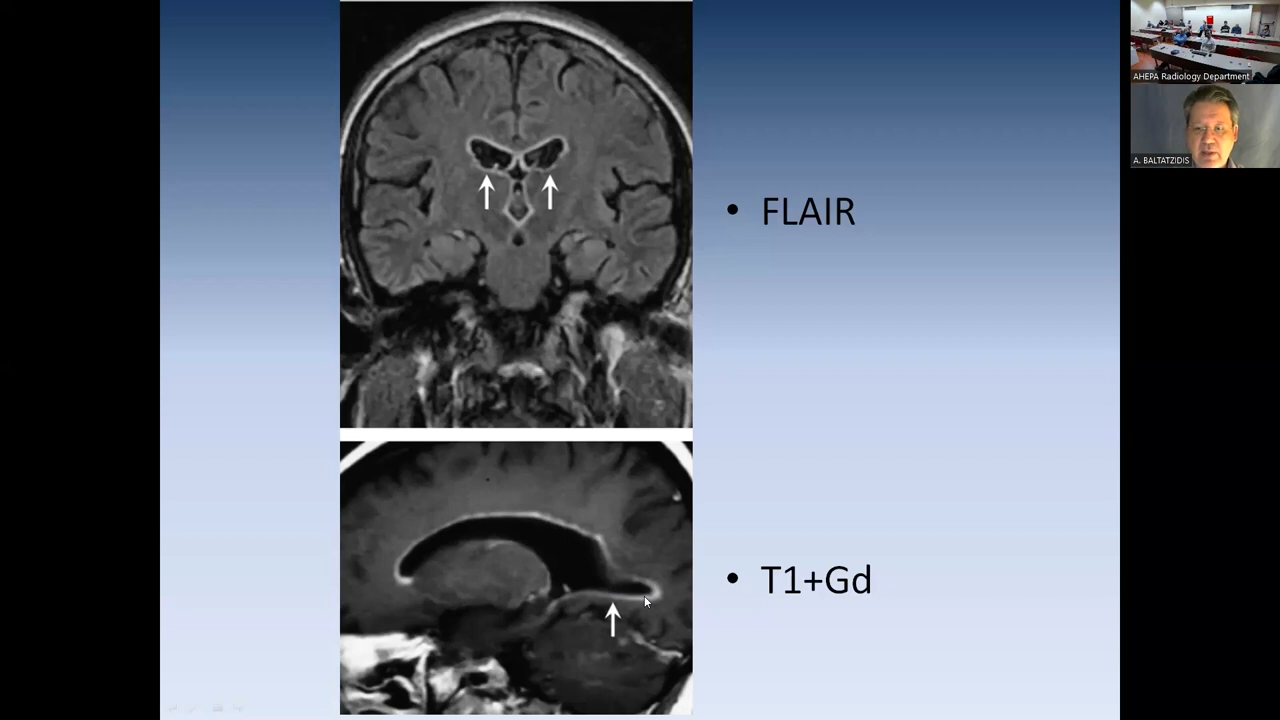 AHEPA Radiology Department
A. BALTATZIDIS
• FLAIR
• T1+Gd